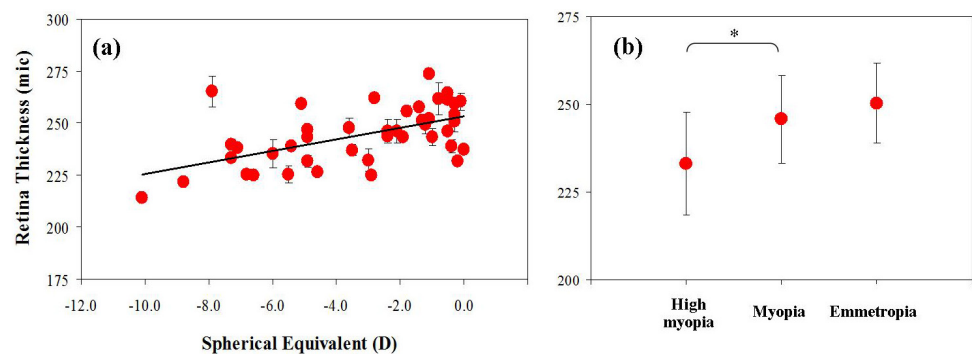 (a)
Retina Thickness (mic)
300
275
250
225
200
175
-12.0 -10.0 -8.0 -6.0 -4.0 -2.0 0.0
Spherical Equivalent (D)
(b)
*
275
250
225
200
High myopia
Myopia
Emmetropia